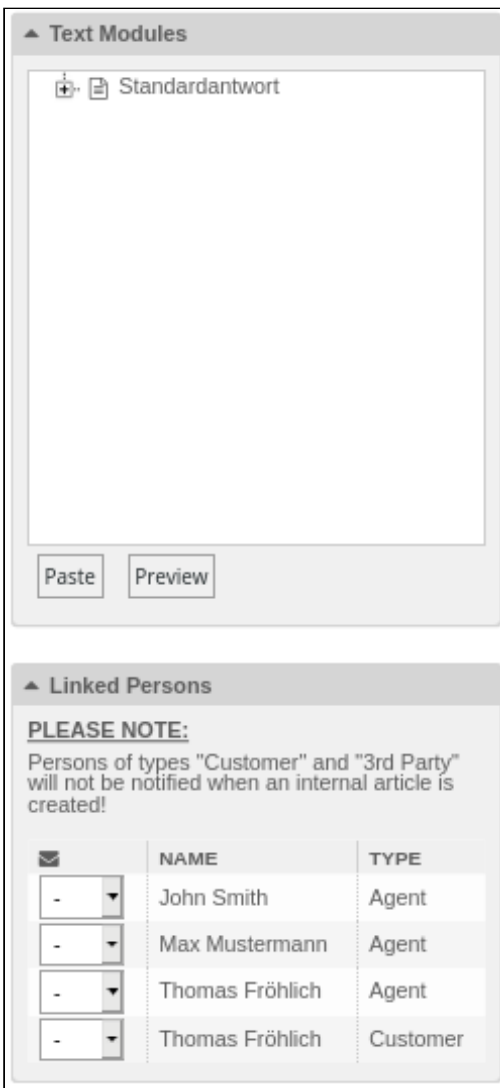 Text Modules
Standardantwort
Paste Preview
Linked Persons
PLEASE NOTE:
Persons of types "Customer" and "3rd Party"
will not be notified when an internal article is
created!
NAME TYPE
- John Smith Agent
- Max Mustermann Agent
- Thomas Fröhlich Agent
- Thomas Fröhlich Customer